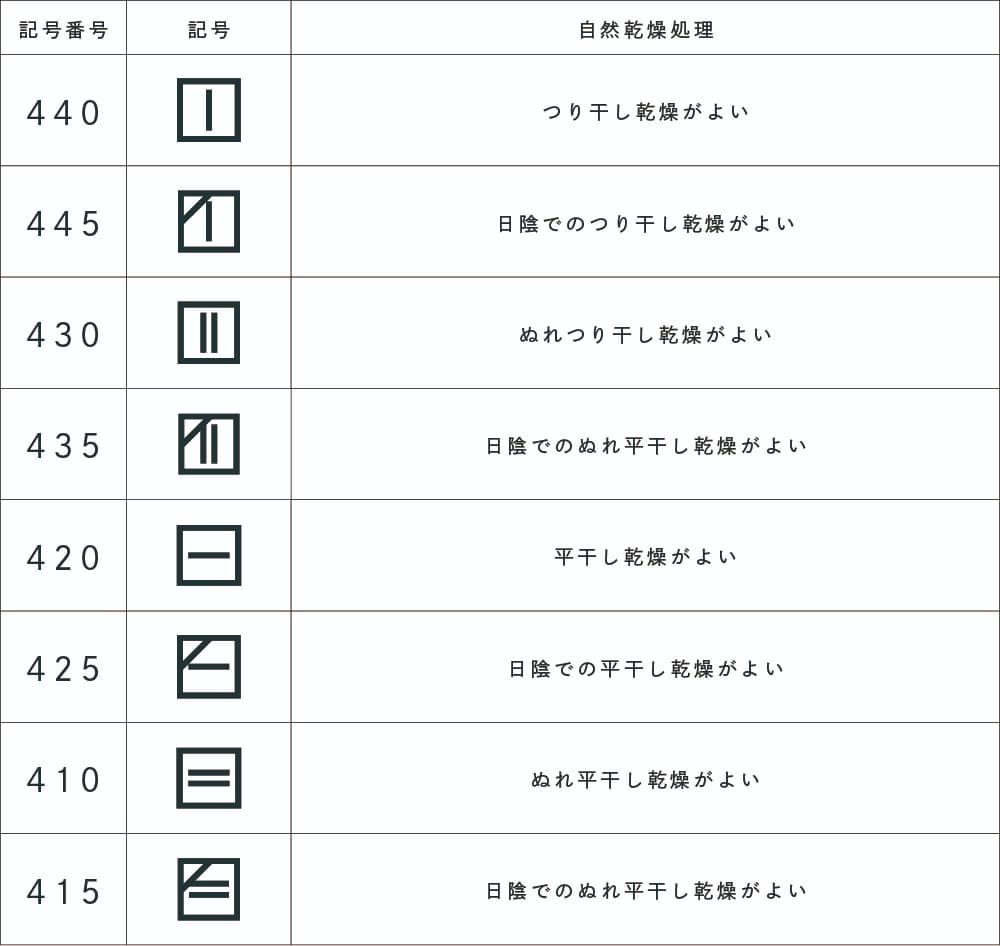 記号番号 記号 自然乾燥処理
440 つり干し乾燥がよい
445 日陰でのつり干し乾燥がよい
430 ぬれつり干し乾燥がよい
435 日陰でのぬれ平干し乾燥がよい
420 平干し乾燥がよい
425 日陰での平干し乾燥がよい
410 ぬれ平干し乾燥がよい
415 日陰でのぬれ平干し乾燥がよい